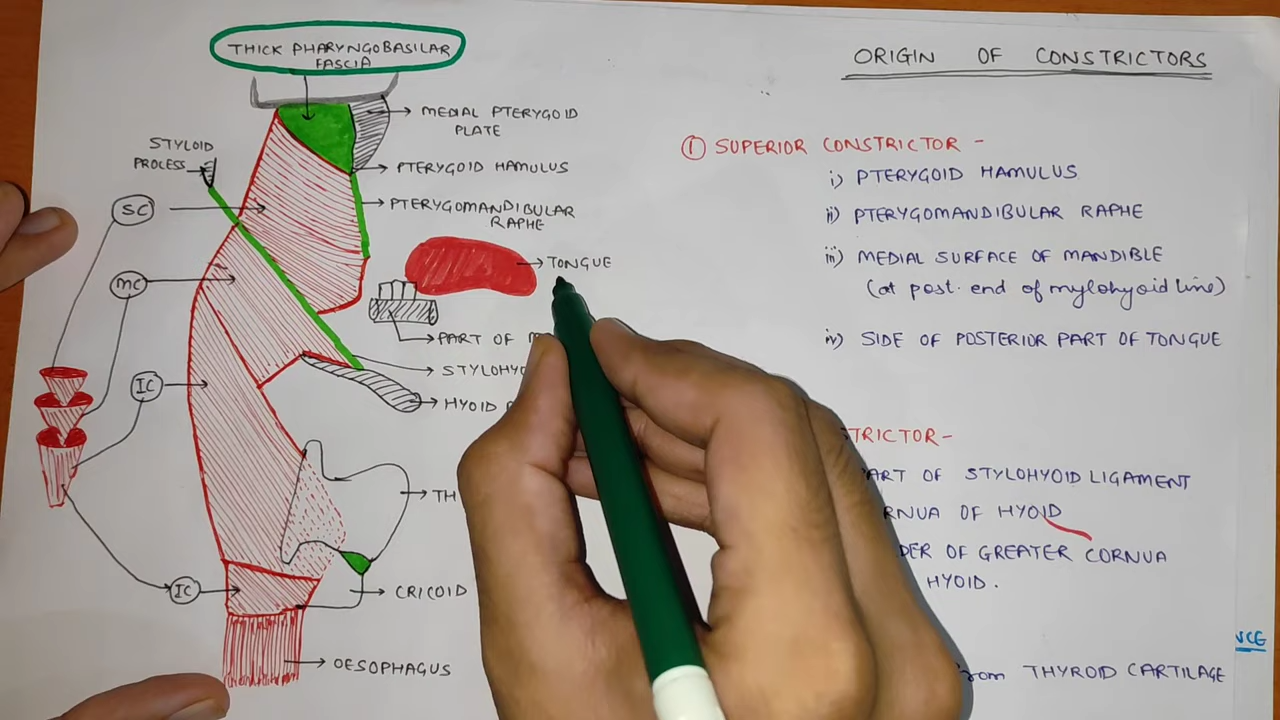 THICK PHARYNGOBASILAR
FASCIA
ORIGIN OF CONSTRICTORS
MEDIAL PTERYGOID
PLATE
STYLOID
PROCESS
PTERYGOID HAMULUS
SC
PTERYGOMANDIBULAR
RAPHE
TONGUE
MC
PART OF
STYLOHYO
IC
HYOID
TH
IC
CRICOID
OESOPHAGUS
① SUPERIOR CONSTRICTOR -
i) PTERYGOID HAMULUS
ii) PTERYGOMANDIBULAR RAPHE
iii) MEDIAL SURFACE OF MANDIBLE
(at post. end of mylohyoid line)
iv) SIDE OF POSTERIOR PART OF TONGUE
STRICTOR-
PART OF STYLOHYOID LIGAMENT
RNUA OF HYOID
DER OF GREATER CORNUA
HYOID.
NCE
from THYROID CARTILAGE